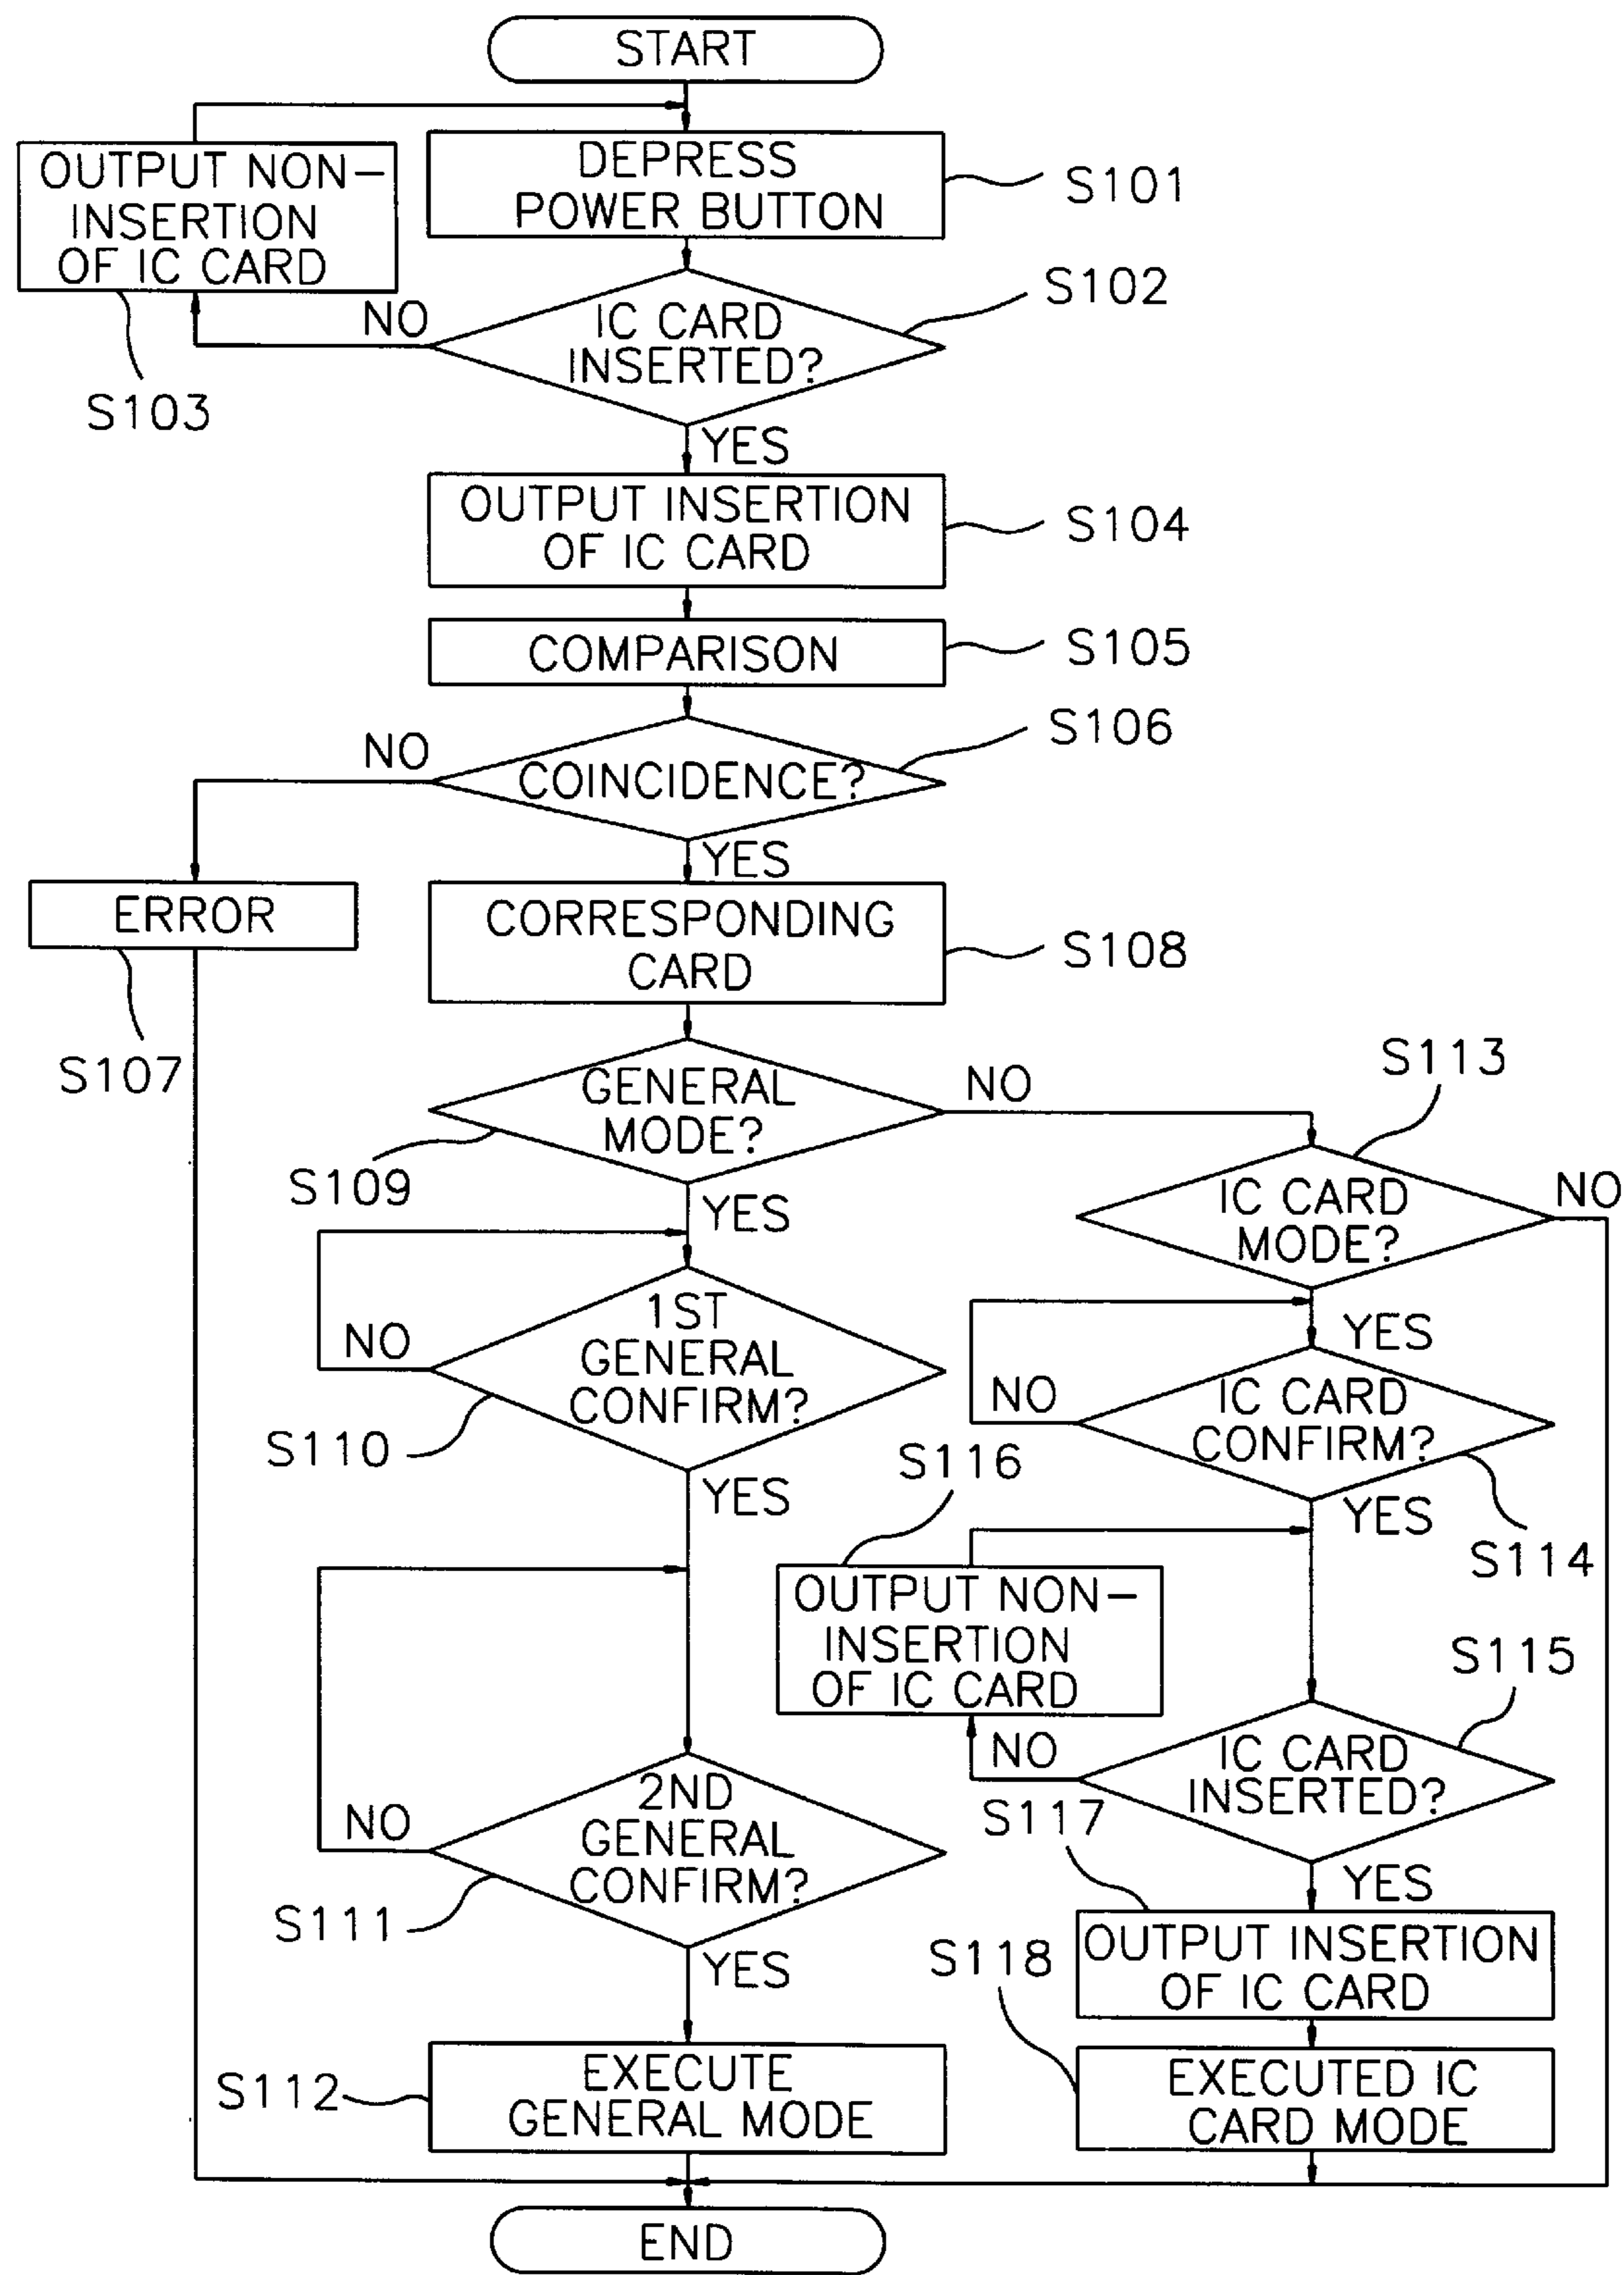 START
OUTPUT NON-
INSERTION
OF IC CARD
DEPRESS
POWER BUTTON
S101
S102
NO
IC CARD
INSERTED?
S103
YES
OUTPUT INSERTION
OF IC CARD
S104
COMPARISON
S105
S106
NO
COINCIDENCE?
YES
ERROR
CORRESPONDING
CARD
S108
S107
GENERAL
MODE?
NO
S113
S109
YES
IC CARD
MODE?
NO
1ST
GENERAL
CONFIRM?
NO
YES
IC CARD
CONFIRM?
NO
S110
S116
YES
YES
S114
OUTPUT NON-
INSERTION
OF IC CARD
S115
NO
IC CARD
INSERTED?
2ND
GENERAL
CONFIRM?
NO
S117
YES
S111
YES
S118
OUTPUT INSERTION
OF IC CARD
S112
EXECUTE
GENERAL MODE
EXECUTED IC
CARD MODE
END